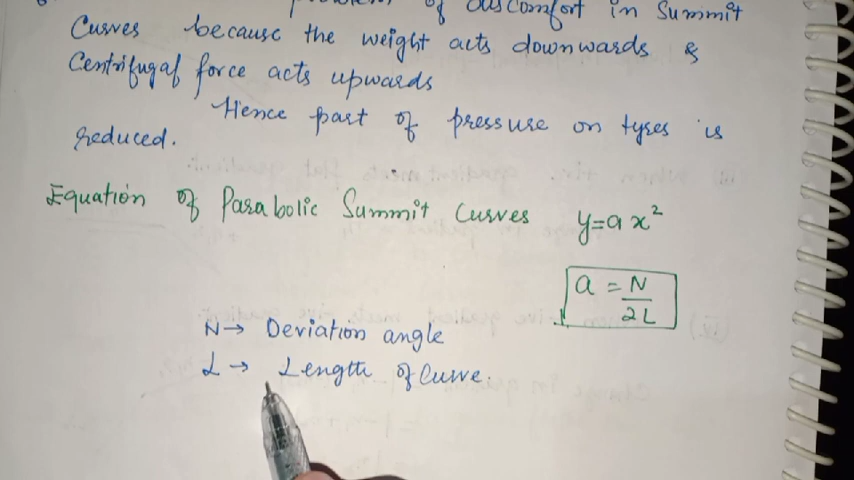 of discomfort in Summit
Curves because the weight acts downwards &
Centrifugal force acts upwards
Hence part of pressure on tyres is
reduced.
Equation of Parabolic Summit Curves y=ax²
a = N/2L
N→ Deviation angle
L→ Length of Curve.